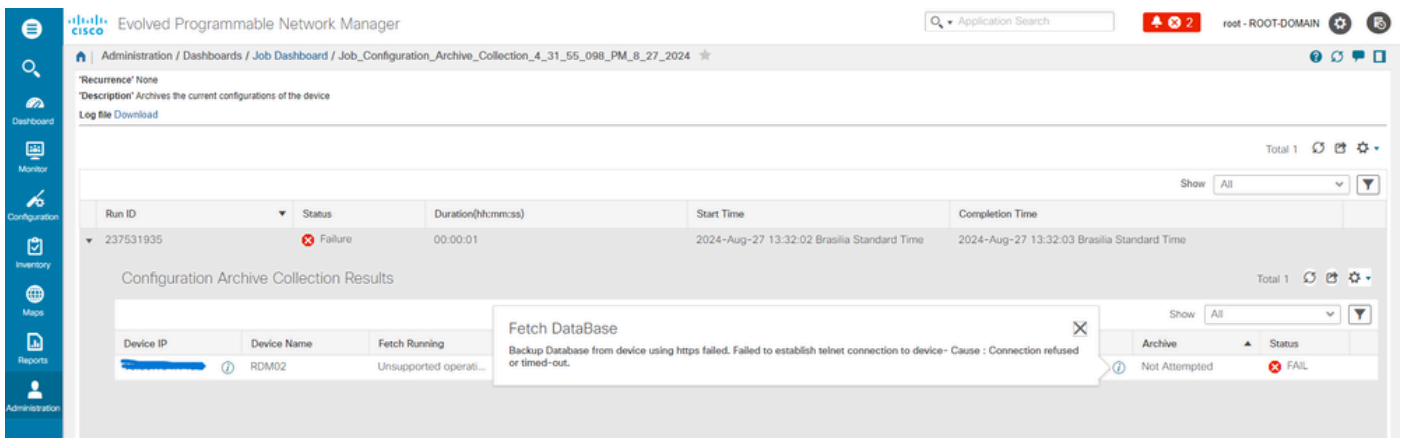 cisco Evolved Programmable Network Manager
Application Search
2
root - ROOT-DOMAIN
Administration / Dashboards / Job Dashboard / Job_Configuration_Archive_Collection_4_31_55_098_PM_8_27_2024
Dashboard
Monitor
Configuration
Inventory
Maps
Reports
Administration
'Recurrence' None
'Description' Archives the current configurations of the device
Log file Download
Total 1
Show All
Run ID Status Duration(hh:mm:ss) Start Time Completion Time
237531935 Failure 00:00:01 2024-Aug-27 13:32:02 Brasilia Standard Time 2024-Aug-27 13:32:03 Brasilia Standard Time
Configuration Archive Collection Results
Total 1
Show All
Device IP Device Name Fetch Running Archive Status
RDM02 Unsupported operati... Not Attempted FAIL
Fetch DataBase
Backup Database from device using https failed. Failed to establish telnet connection to device- Cause : Connection refused
or timed-out.